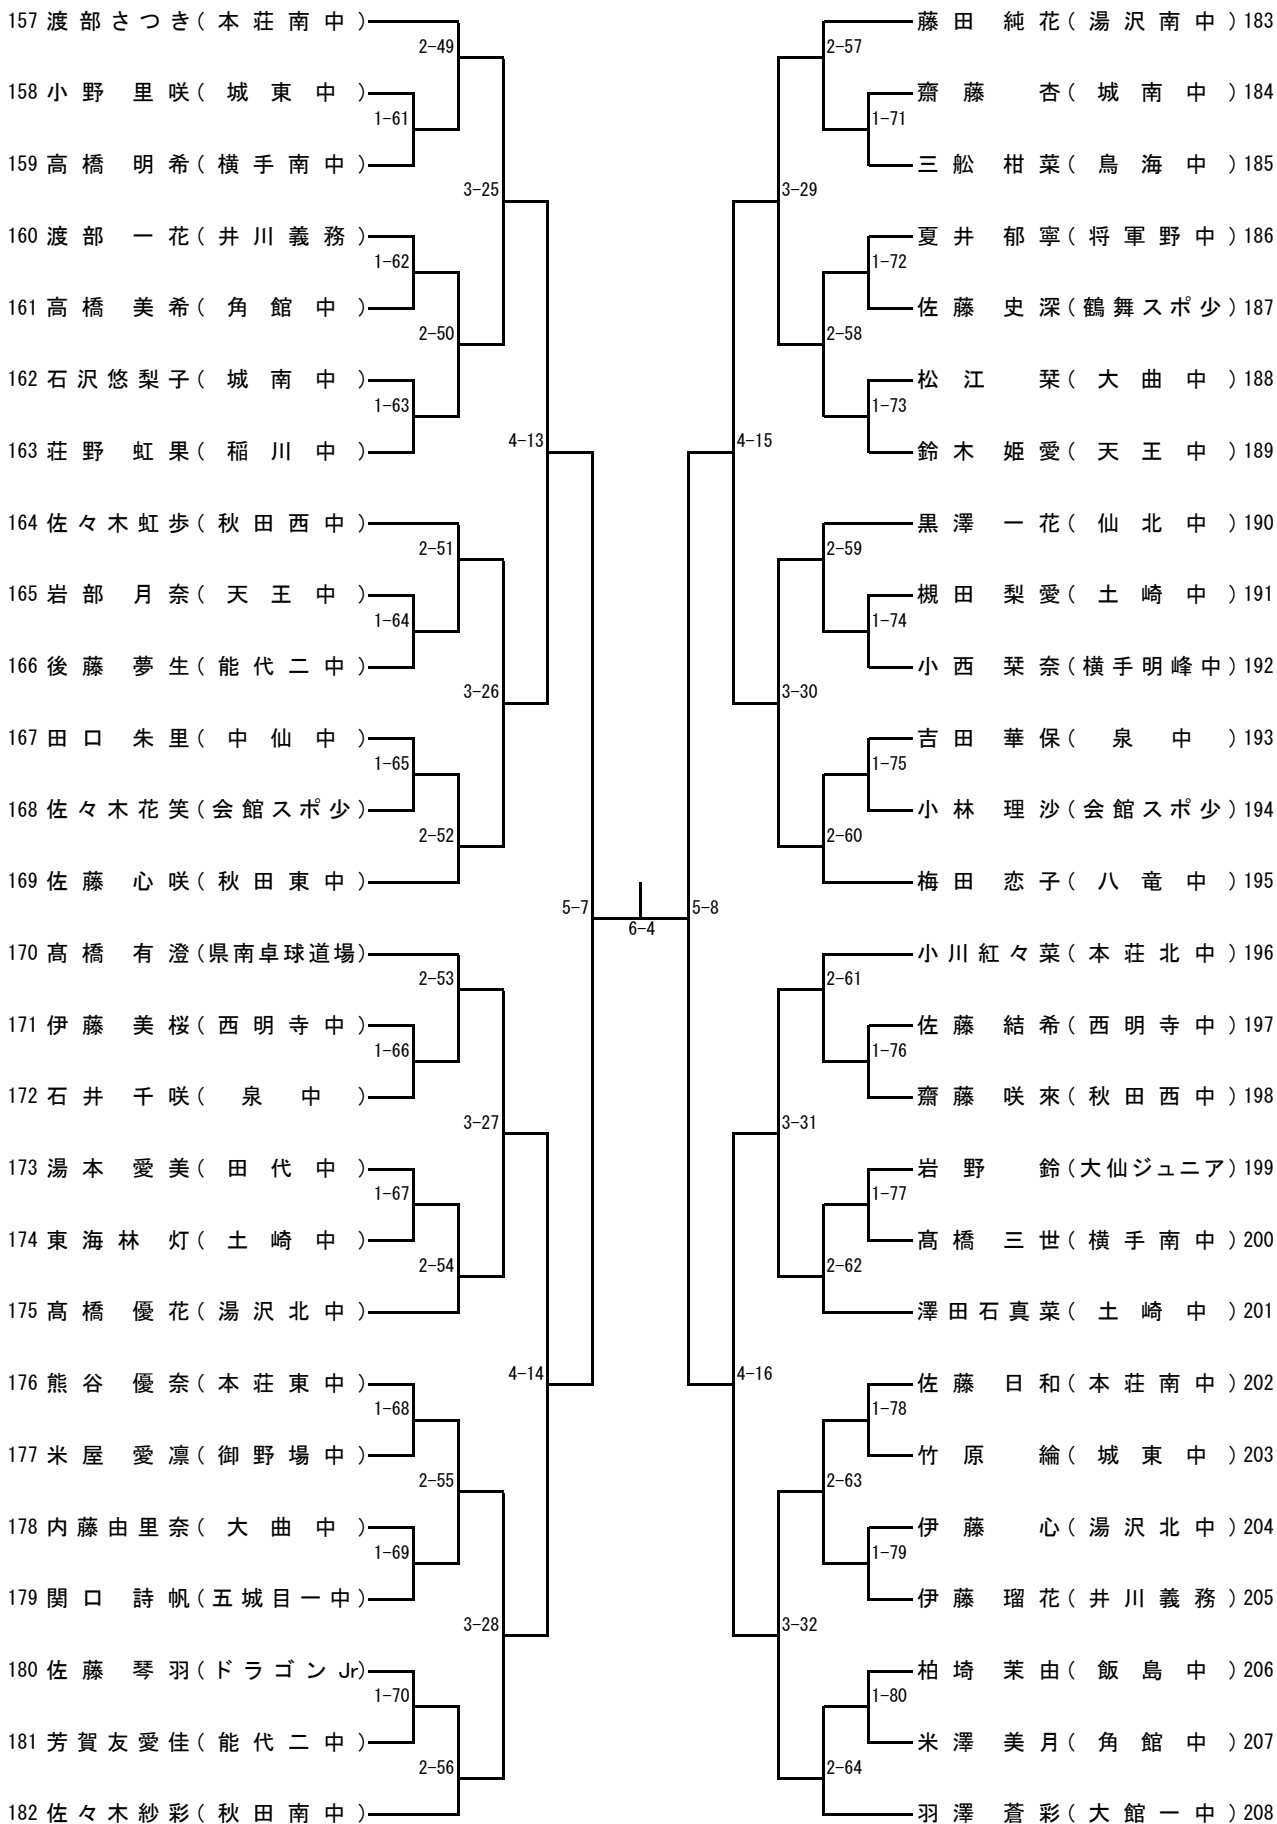 157 渡部さつき(本荘南中)
2-49
158 小野里咲(城東中)
1-61
159 高橋明希(横手南中)
3-25
160 渡部一花(井川義務)
1-62
161 高橋美希(角館中)
2-50
162 石沢悠梨子(城南中)
1-63
163 荘野虹果(稲川中)
4-13
164 佐々木虹歩(秋田西中)
2-51
165 岩部月奈(天王中)
1-64
166 後藤夢生(能代二中)
3-26
167 田口朱里(中仙中)
1-65
168 佐々木花笑(会館スポ少)
2-52
169 佐藤心咲(秋田東中)
5-7
170 髙橋有澄(県南卓球道場)
2-53
171 伊藤美桜(西明寺中)
1-66
172 石井千咲(泉中)
3-27
173 湯本愛美(田代中)
1-67
174 東海林灯(土崎中)
2-54
175 髙橋優花(湯沢北中)
4-14
176 熊谷優奈(本荘東中)
1-68
177 米屋愛凛(御野場中)
2-55
178 内藤由里奈(大曲中)
1-69
179 関口詩帆(五城目一中)
3-28
180 佐藤琴羽(ドラゴンJr)
1-70
181 芳賀友愛佳(能代二中)
2-56
182 佐々木紗彩(秋田南中)
6-4
藤田純花(湯沢南中)183
2-57
齋藤杏(城南中)184
1-71
三舩柑菜(鳥海中)185
3-29
夏井郁寧(将軍野中)186
1-72
佐藤史深(鶴舞スポ少)187
2-58
松江栞(大曲中)188
1-73
鈴木姫愛(天王中)189
4-15
黒澤一花(仙北中)190
2-59
槻田梨愛(土崎中)191
1-74
小西栞奈(横手明峰中)192
3-30
吉田華保(泉中)193
1-75
小林理沙(会館スポ少)194
2-60
梅田恋子(八竜中)195
5-8
小川紅々菜(本荘北中)196
2-61
佐藤結希(西明寺中)197
1-76
齋藤咲來(秋田西中)198
3-31
岩野鈴(大仙ジュニア)199
1-77
髙橋三世(横手南中)200
2-62
澤田石真菜(土崎中)201
4-16
佐藤日和(本荘南中)202
1-78
竹原綸(城東中)203
2-63
伊藤心(湯沢北中)204
1-79
伊藤瑠花(井川義務)205
3-32
柏埼茉由(飯島中)206
1-80
米澤美月(角館中)207
2-64
羽澤蒼彩(大館一中)208